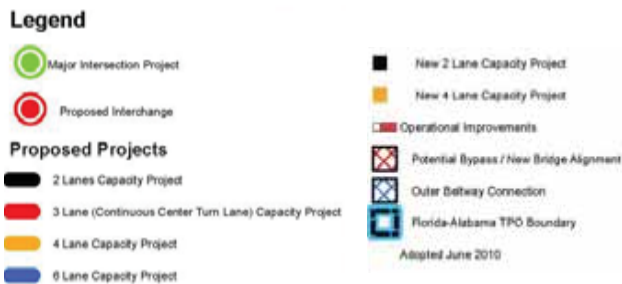 Legend
Major Intersection Project
Proposed Interchange
Proposed Projects
2 Lanes Capacity Project
3 Lane (Continuous Center Turn Lane) Capacity Project
4 Lane Capacity Project
6 Lane Capacity Project
New 2 Lane Capacity Project
New 4 Lane Capacity Project
Operational Improvements
Potential Bypass / New Bridge Alignment
Outer Beltway Connection
Florida-Alabama TPO Boundary
Adopted June 2010